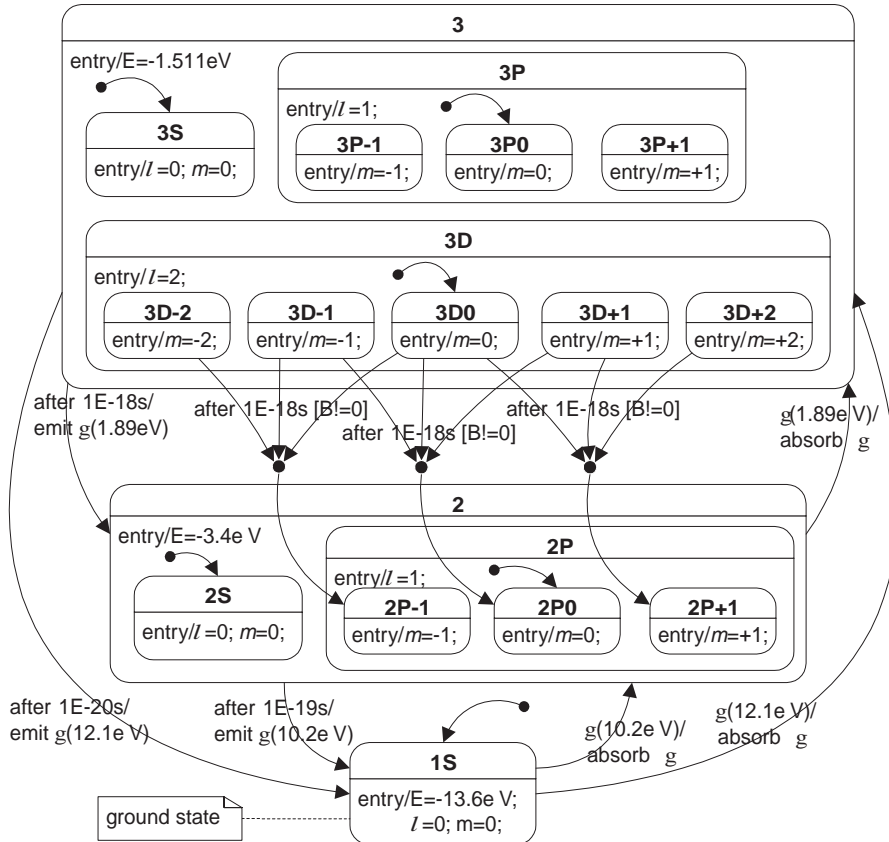 3
entry/E=-1.511eV
3S
entry/l=0; m=0;
3P
entry/l=1;
3P-1
entry/m=-1;
3P0
entry/m=0;
3P+1
entry/m=+1;
3D
entry/l=2;
3D-2
entry/m=-2;
3D-1
entry/m=-1;
3D0
entry/m=0;
3D+1
entry/m=+1;
3D+2
entry/m=+2;
after 1E-18s/
emit g(1.89eV)
after 1E-18s [B!=0]
after 1E-18s [B!=0]
after 1E-18s [B!=0]
g(1.89e V)/
absorb g
2
entry/E=-3.4e V
2S
entry/l=0; m=0;
2P
entry/l=1;
2P-1
entry/m=-1;
2P0
entry/m=0;
2P+1
entry/m=+1;
after 1E-20s/
emit g(12.1e V)
after 1E-19s/
emit g(10.2e V)
g(10.2e V)/
absorb g
g(12.1e V)/
absorb g
1S
entry/E=-13.6e V;
l=0; m=0;
ground state